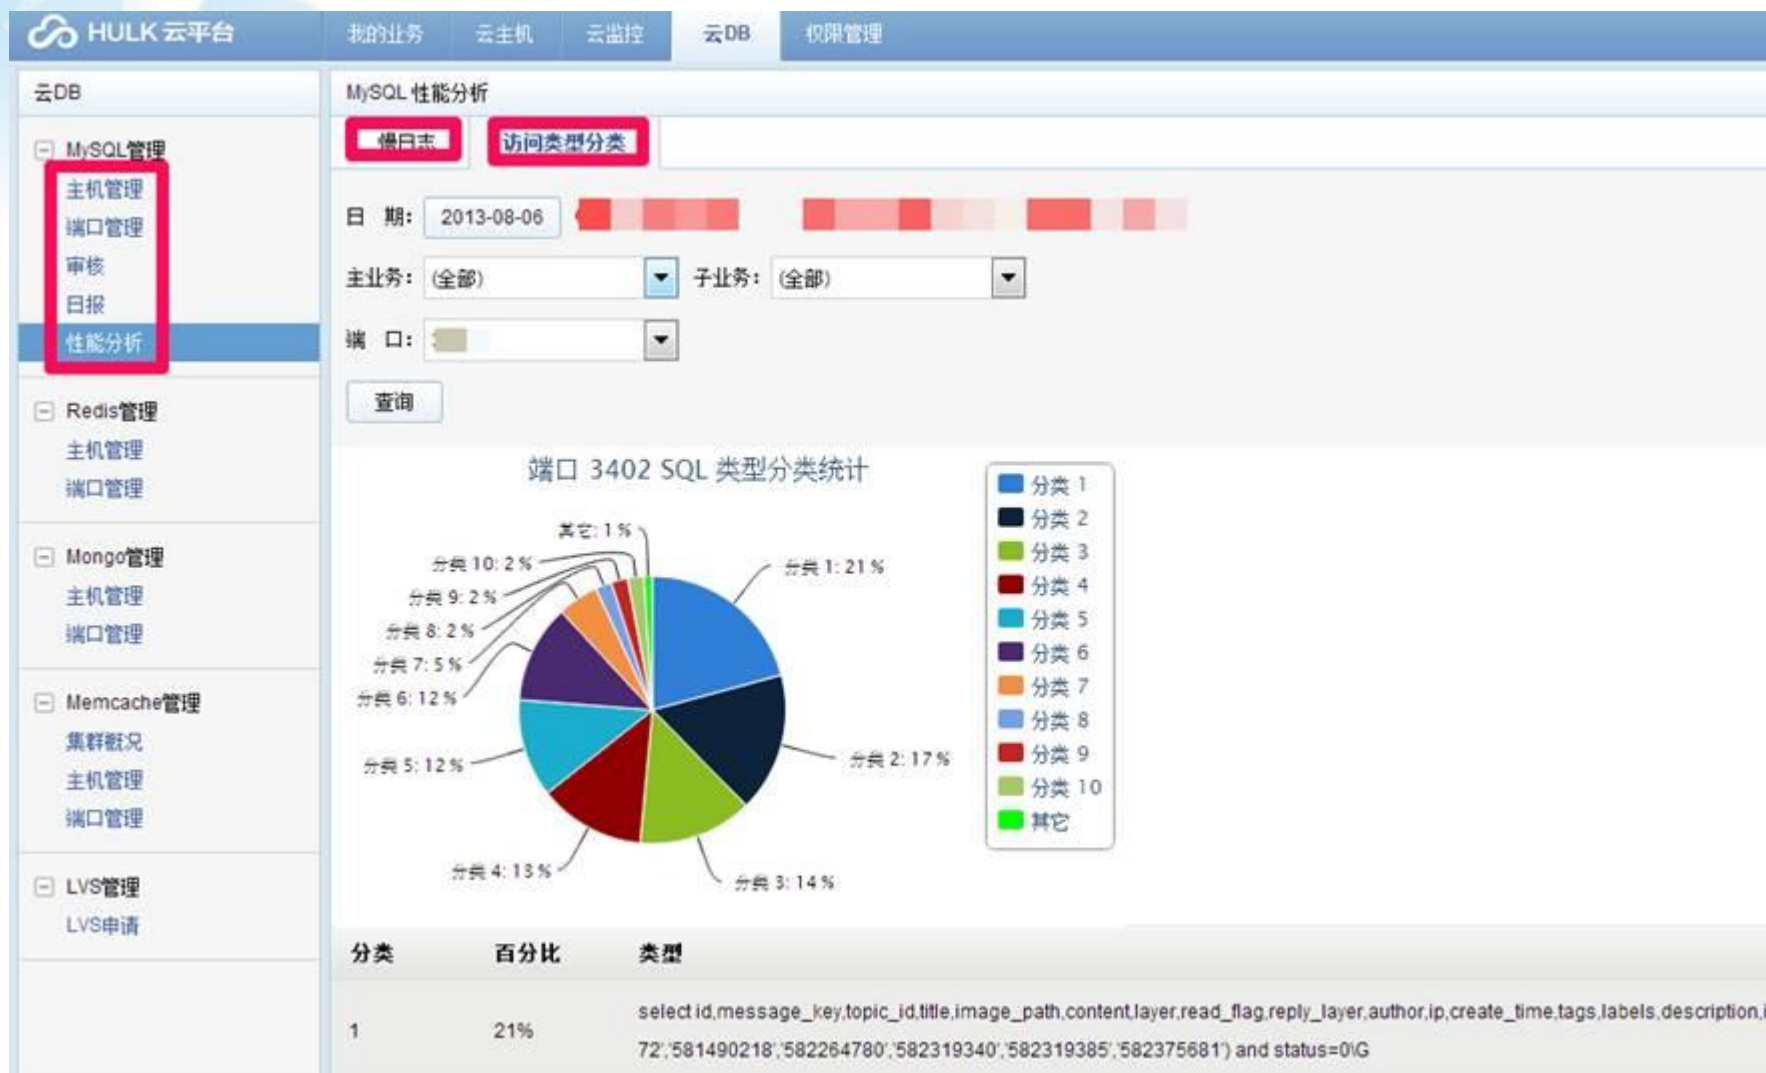 HULK 云平台
我的业务 云主机 云监控 云DB 权限管理
云DB
MySQL管理
主机管理
端口管理
审核
日报
性能分析
Redis管理
主机管理
端口管理
Mongo管理
主机管理
端口管理
Memcache管理
集群概况
主机管理
端口管理
LVS管理
LVS申请
MySQL 性能分析
慢日志 访问类型分类
日 期: 2013-08-06
主业务: (全部) 子业务: (全部)
端 口:
查询
端口 3402 SQL 类型分类统计
其它: 1 %
分类 10: 2 %
分类 9: 2 %
分类 8: 2 %
分类 7: 5 %
分类 6: 12 %
分类 5: 12 %
分类 4: 13 %
分类 3: 14 %
分类 2: 17 %
分类 1: 21 %
分类 1
分类 2
分类 3
分类 4
分类 5
分类 6
分类 7
分类 8
分类 9
分类 10
其它
分类 百分比 类型
1 21% select id,message_key,topic_id,title,image_path,content,layer,read_flag,reply_layer,author,ip,create_time,tags,labels,description,i
72','581490218','582264780','582319340','582319385','582375681') and status=0\G